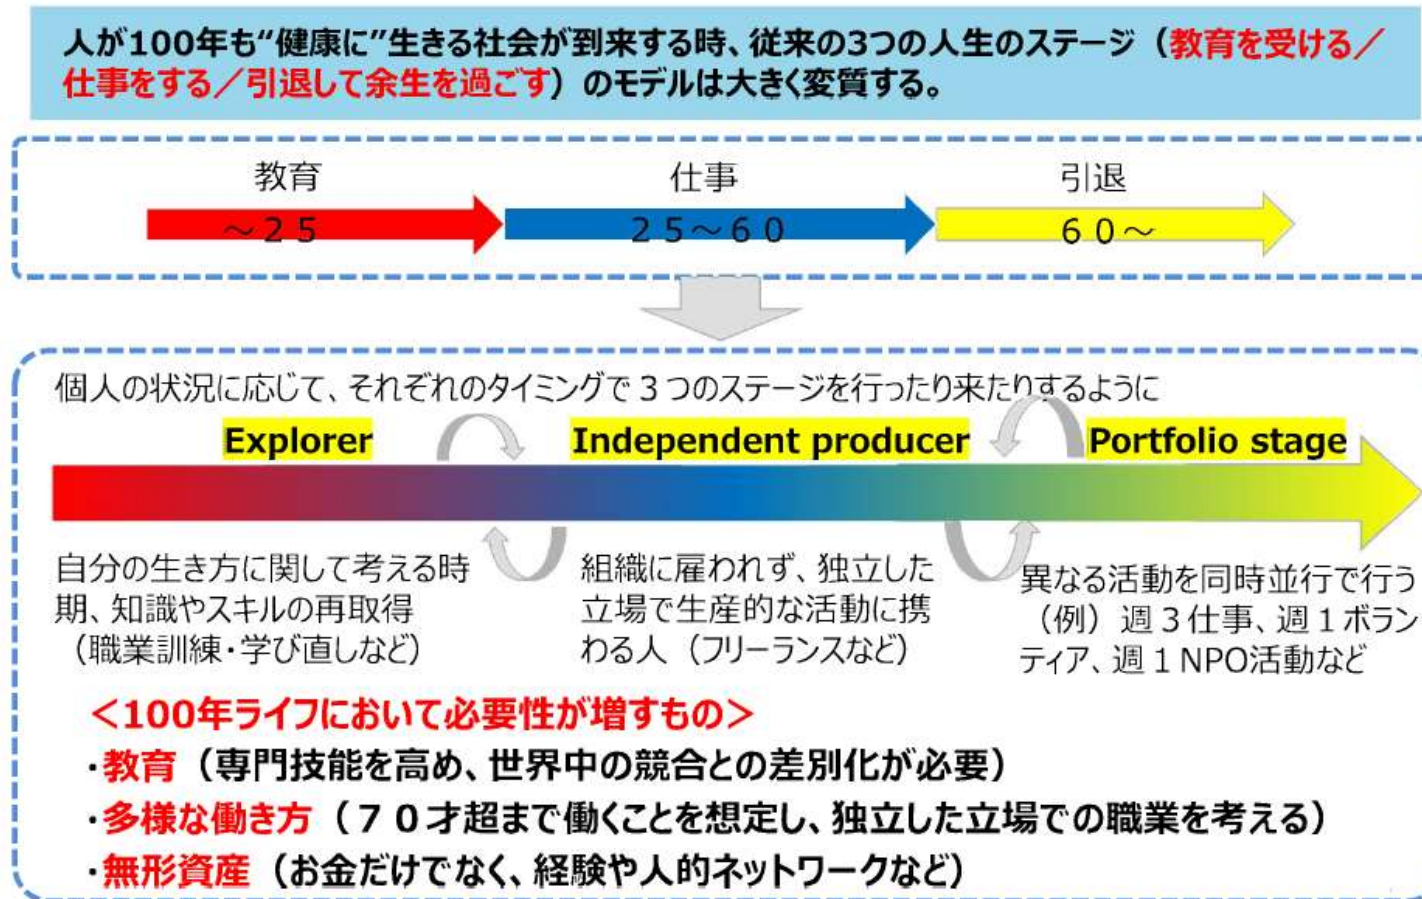 人が100年も“健康に”生きる社会が到来する時、従来の3つの人生のステージ（教育を受ける／
仕事をする／引退して余生を過ごす）のモデルは大きく変質する。
教育
仕事
引退
～２５
２５～６０
６０～
個人の状況に応じて、それぞれのタイミングで３つのステージを行ったり来たりするように
Explorer
Independent producer
Portfolio stage
自分の生き方に関して考える時
期、知識やスキルの再取得
（職業訓練・学び直しなど）
組織に雇われず、独立した
立場で生産的な活動に携
わる人（フリーランスなど）
異なる活動を同時並行で行う
（例）週３仕事、週１ボラン
ティア、週１NPO活動など
＜100年ライフにおいて必要性が増すもの＞
・教育（専門技能を高め、世界中の競合との差別化が必要）
・多様な働き方（７０才超まで働くことを想定し、独立した立場での職業を考える）
・無形資産（お金だけでなく、経験や人的ネットワークなど）